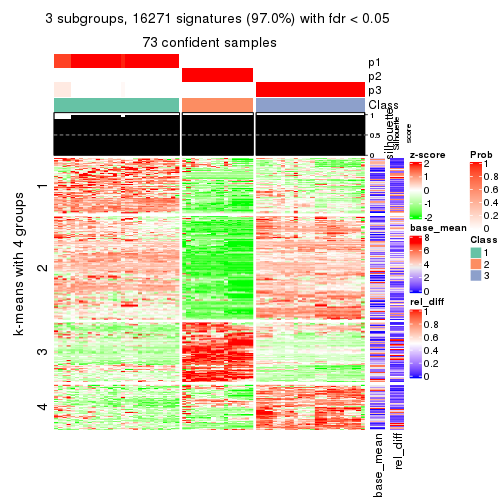 3 subgroups, 16271 signatures (97.0%) with fdr < 0.05
73 confident samples
p1
p2
p3
Class
1
0.5
0
silhouette
Silhouette
score
k-means with 4 groups
1
2
3
4
base_mean
rel_diff
z-score
2
1
0
-1
-2
base_mean
8
6
4
2
0
rel_diff
1
0.8
0.6
0.4
0.2
0
Prob
1
0.8
0.6
0.4
0.2
0
Class
1
2
3